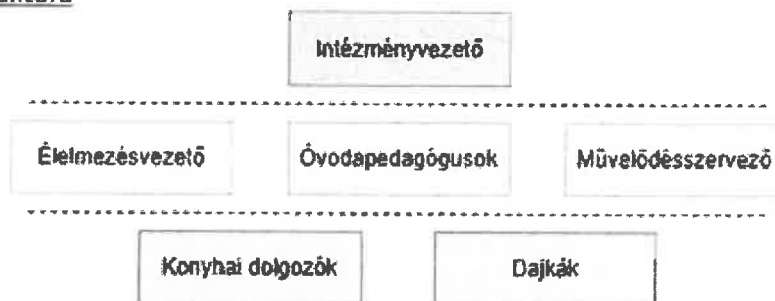 Intézményvezető
Élelmezésvezető Óvodapedagógusok Művelődésszervező
Konyhai dolgozók Dajkák